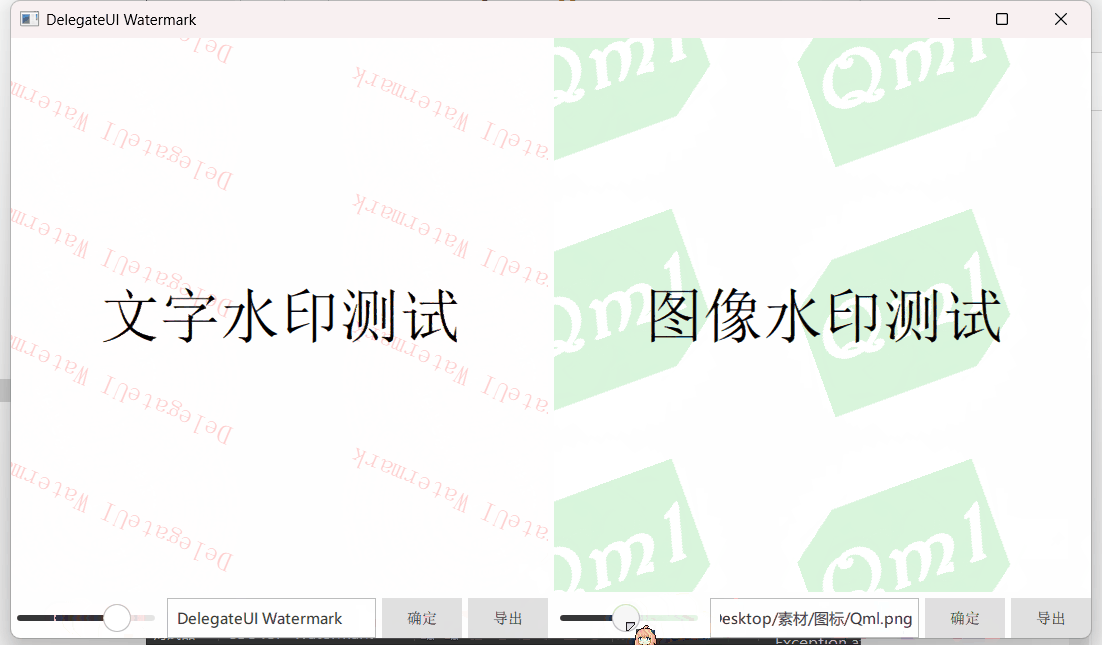 DelegateUI Watermark
DelegateUI Watermark
DelegateUI Watermark
DelegateUI Watermark
DelegateUI Watermark
DelegateUI Watermark
DelegateUI Watermark
DelegateUI Watermark
DelegateUI Watermark
文字水印测试
Qml
Qml
Qml
Qml
Qml
Qml
图像水印测试
DelegateUI Watermark
确定
导出
esktop/素材/图标/Qml.png
确定
导出
Exception a